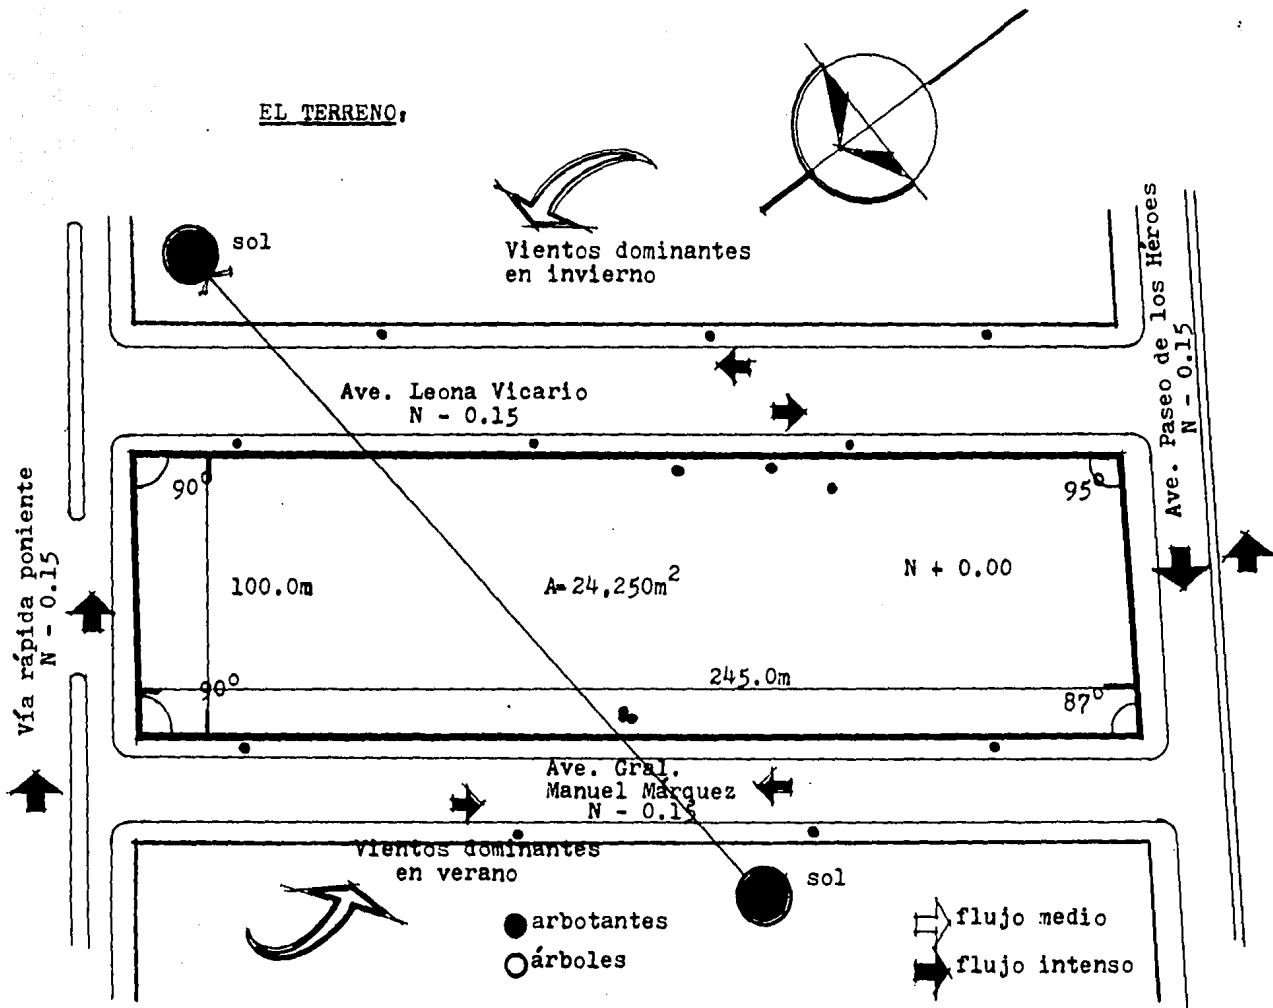 EL TERRENO:
sol
Vientos dominantes
en invierno
Ave. Paseo de los Héroes
N - 0.15
Ave. Leona Vicario
N - 0.15
Vía rápida poniente
N - 0.15
90°
95°
100.0m
A=24,250m²
N + 0.00
90°
245.0m
87°
Ave. Gral.
Manuel Márquez
N - 0.15
Vientos dominantes
en verano
sol
arbotantes
árboles
flujo medio
flujo intenso